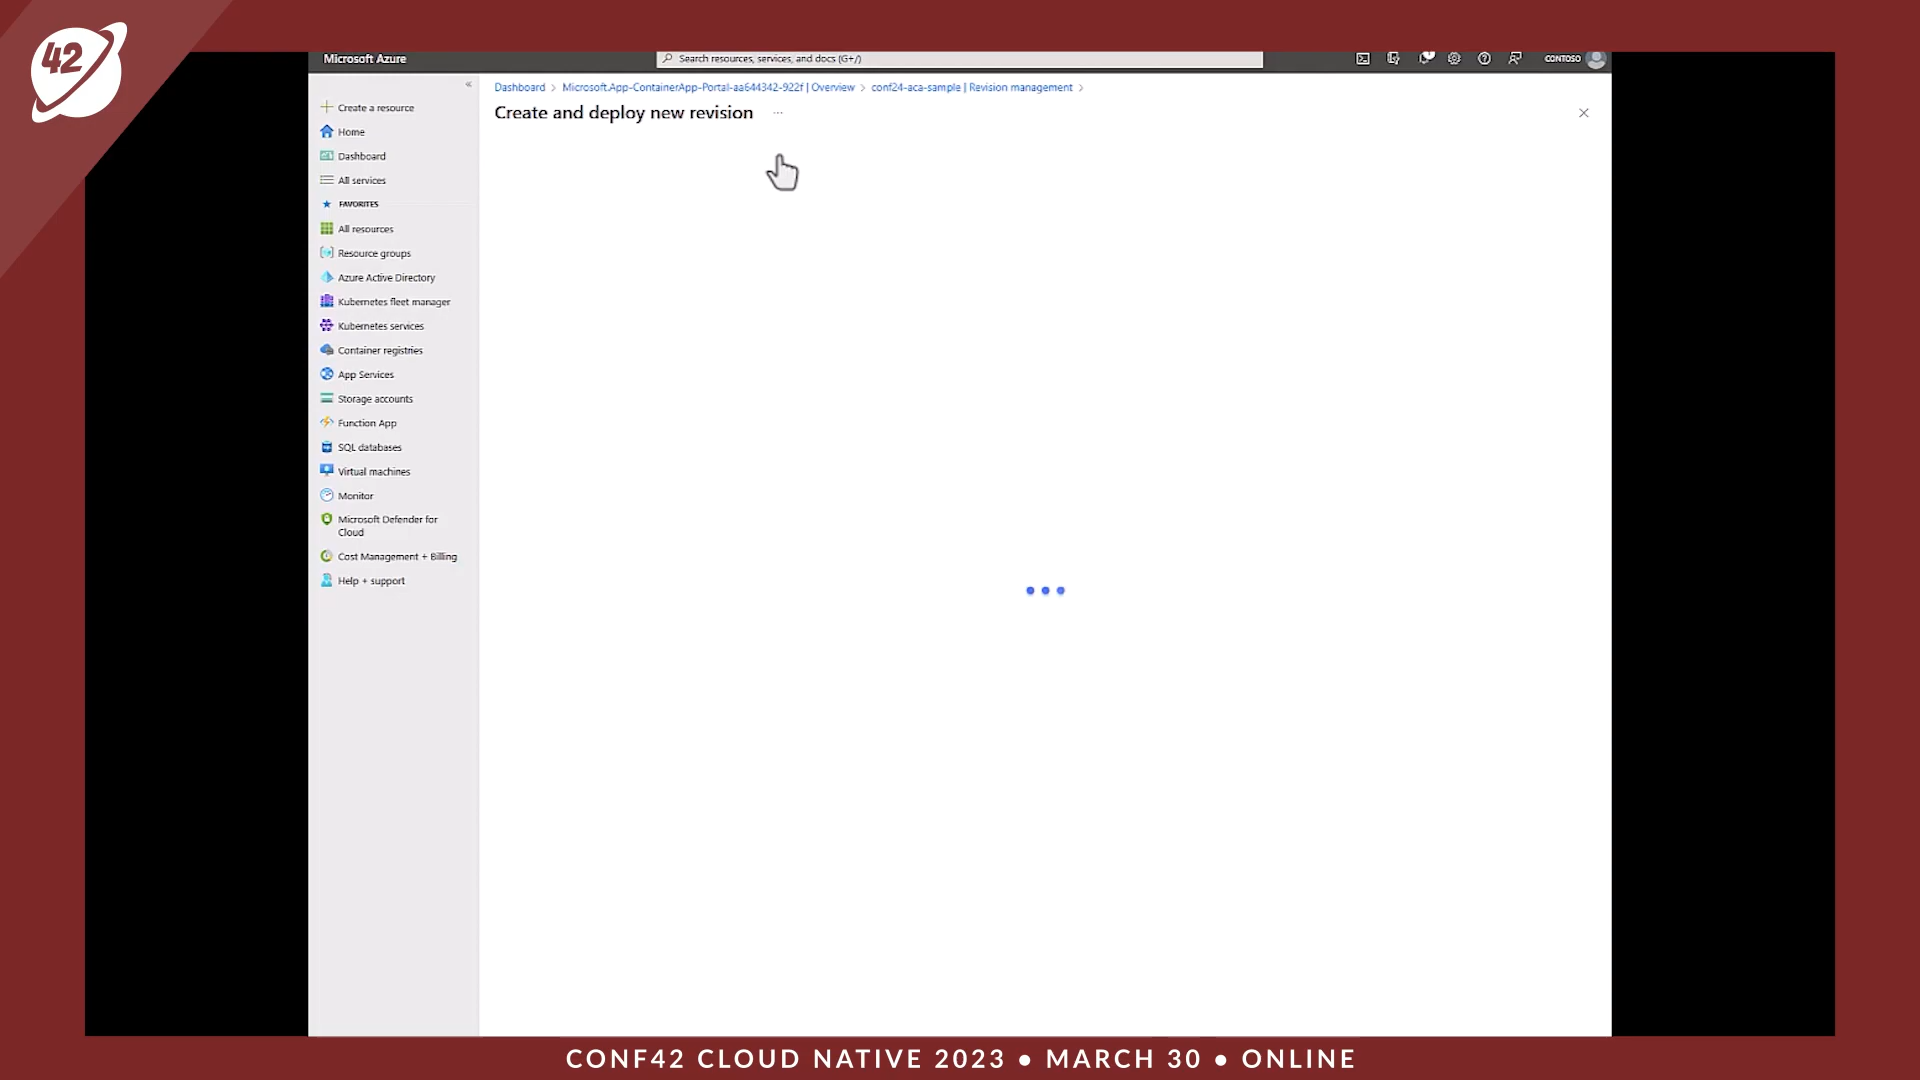 42
Microsoft Azure
Search resources, services, and docs (G+/)
CONTOSO
Dashboard > Microsoft.App-ContainerApp-Portal-aa644342-922f | Overview > conf24-aca-sample | Revision management >
Create and deploy new revision ...
Create a resource
Home
Dashboard
All services
FAVORITES
All resources
Resource groups
Azure Active Directory
Kubernetes fleet manager
Kubernetes services
Container registries
App Services
Storage accounts
Function App
SQL databases
Virtual machines
Monitor
Microsoft Defender for
Cloud
Cost Management + Billing
Help + support
CONF42 CLOUD NATIVE 2023 • MARCH 30 • ONLINE